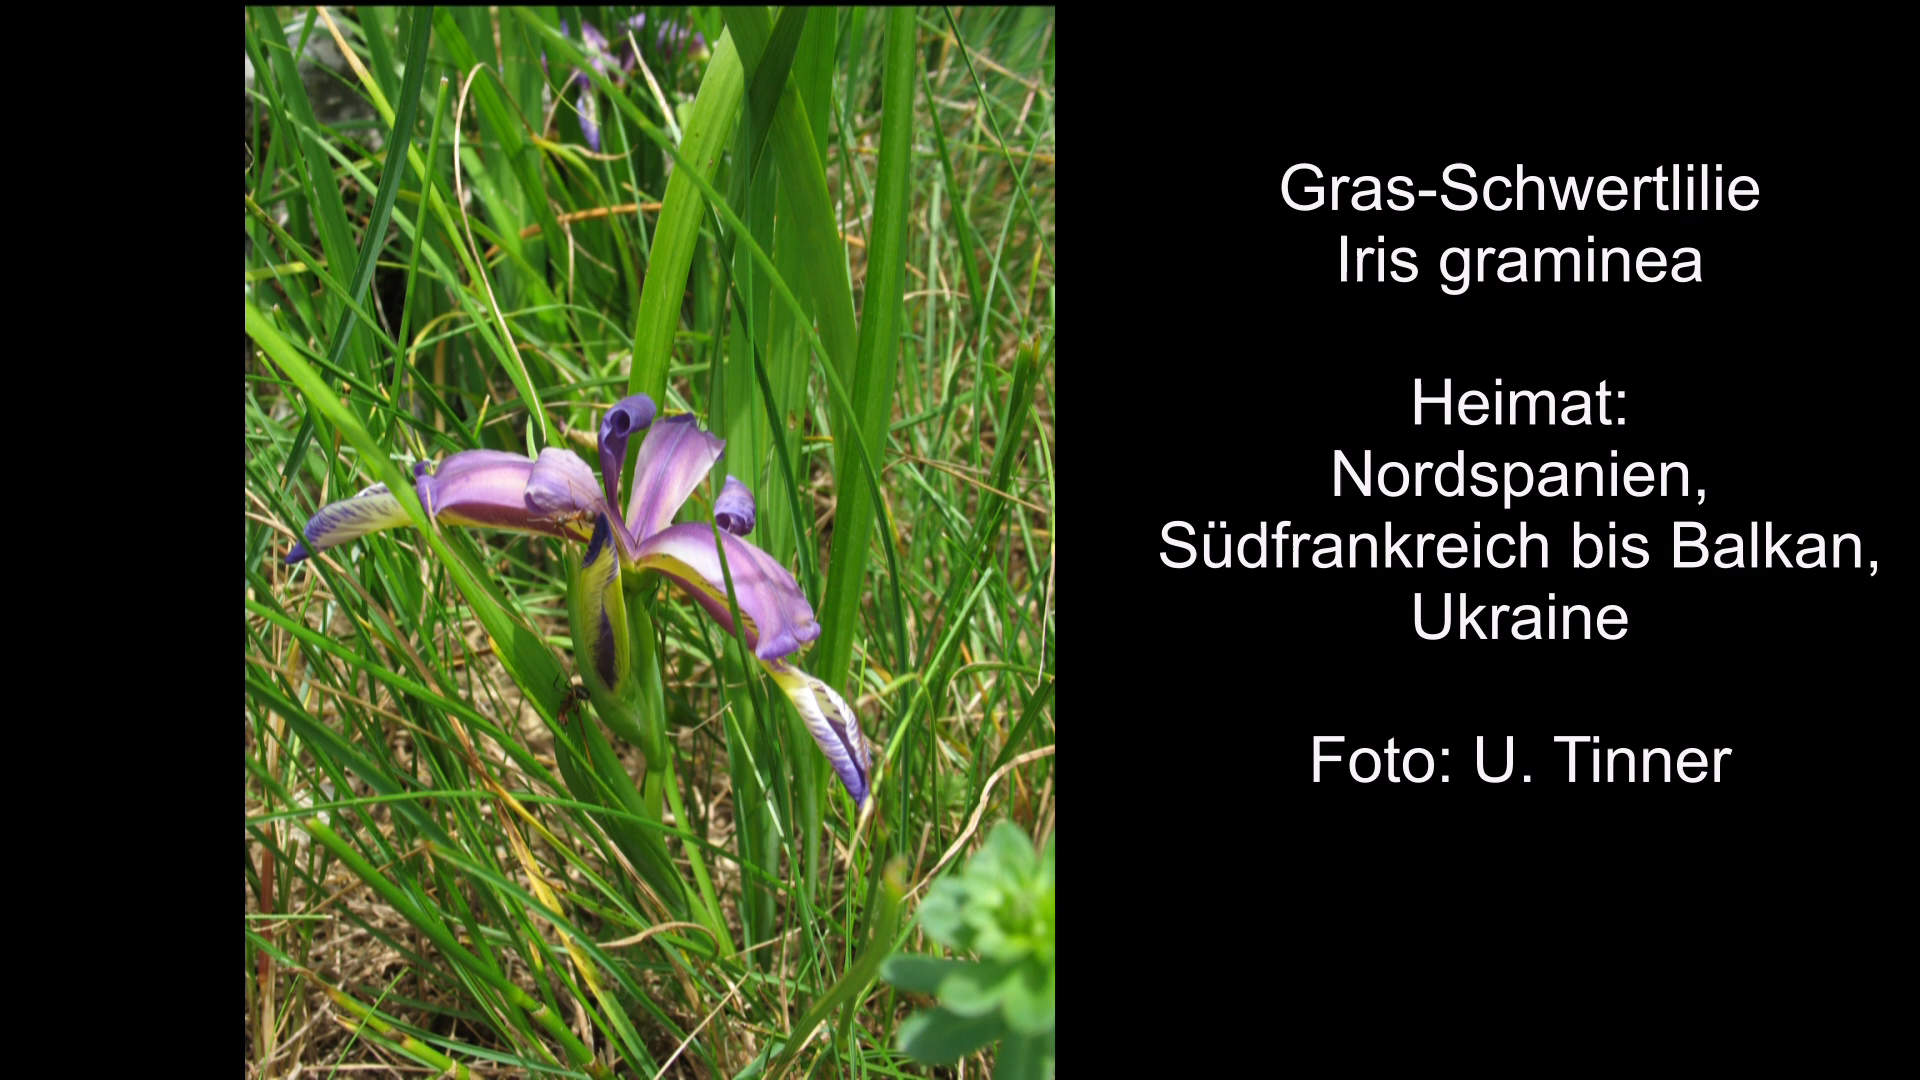 Gras-Schwertlilie
Iris graminea
Heimat:
Nordspanien,
Südfrankreich bis Balkan,
Ukraine
Foto: U. Tinner